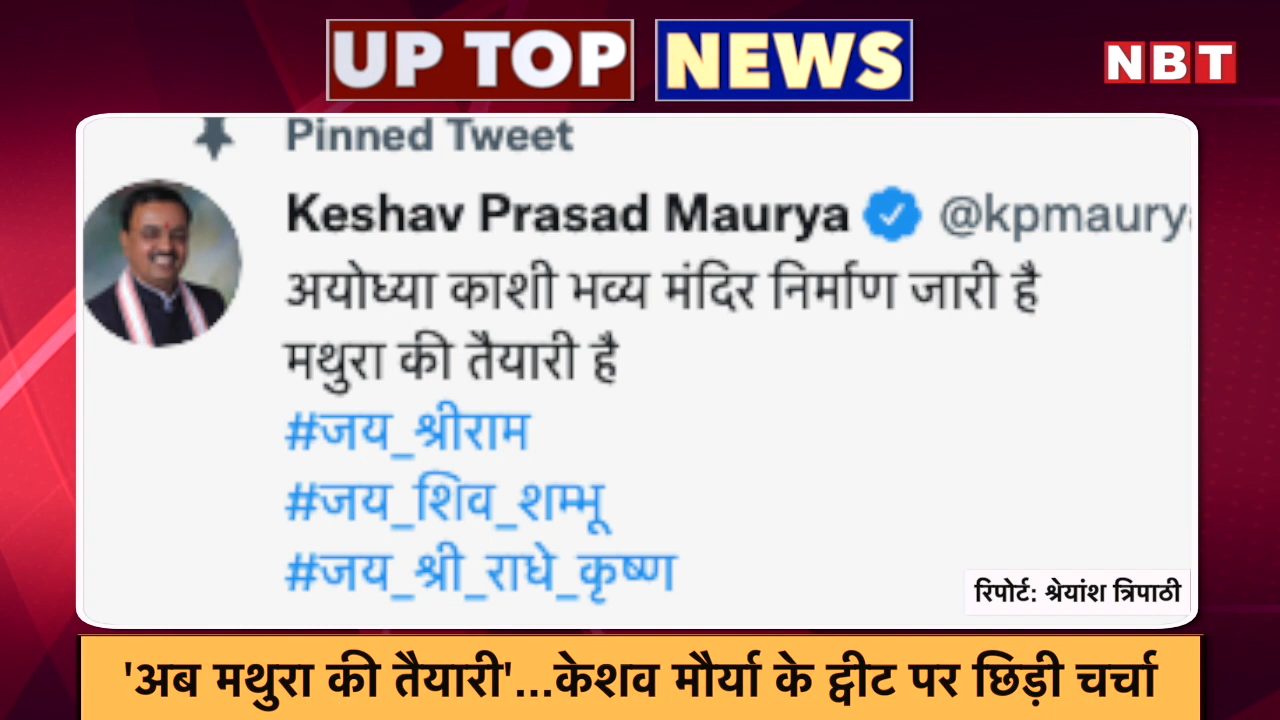 UP TOP NEWS
NBT
Pinned Tweet
Keshav Prasad Maurya @kpmaury
अयोध्या काशी भव्य मंदिर निर्माण जारी है
मथुरा की तैयारी है
#जय_श्रीराम
#जय_शिव_शम्भू
#जय_श्री_राधे_कृष्ण
रिपोर्ट: श्रेयांश त्रिपाठी
'अब मथुरा की तैयारी'...केशव मौर्या के ट्वीट पर छिड़ी चर्चा